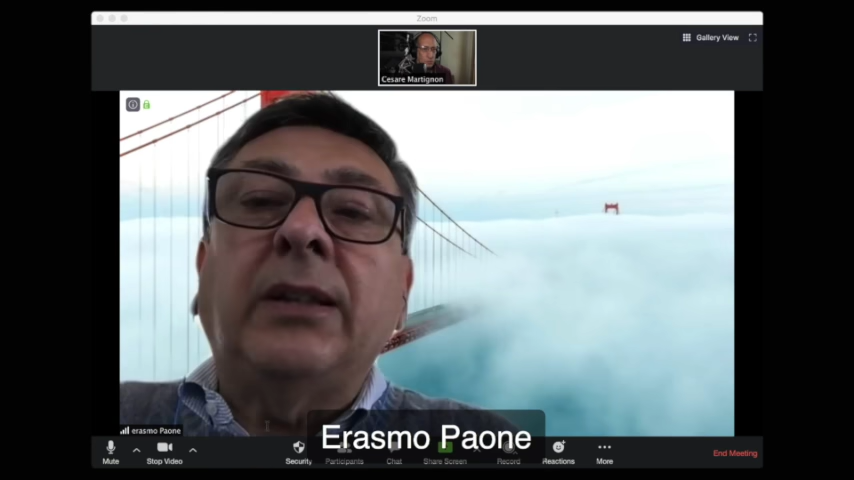 Zoom
Cesare Martignon
Gallery View
erasmo Paone
Erasmo Paone
Mute
Stop Video
Security
Participants
Chat
Share Screen
Record
Reactions
More
End Meeting